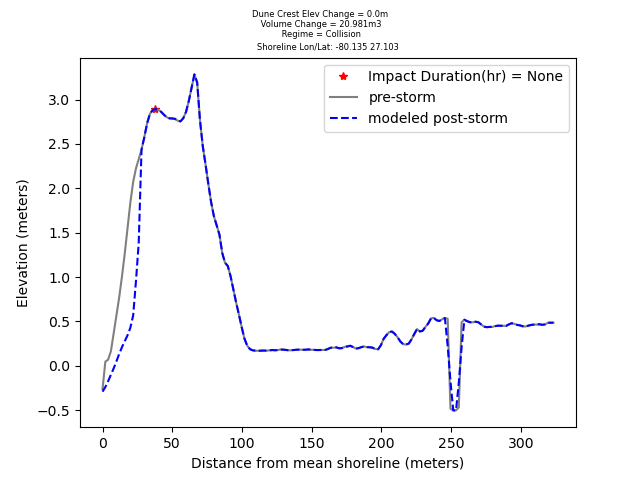 Dune Crest Elev Change = 0.0m
Volume Change = 20.981m3
Regime = Collision
Shoreline Lon/Lat: -80.135 27.103
Impact Duration(hr) = None
pre-storm
modeled post-storm
Elevation (meters)
3.0
2.5
2.0
1.5
1.0
0.5
0.0
−0.5
0 50 100 150 200 250 300
Distance from mean shoreline (meters)